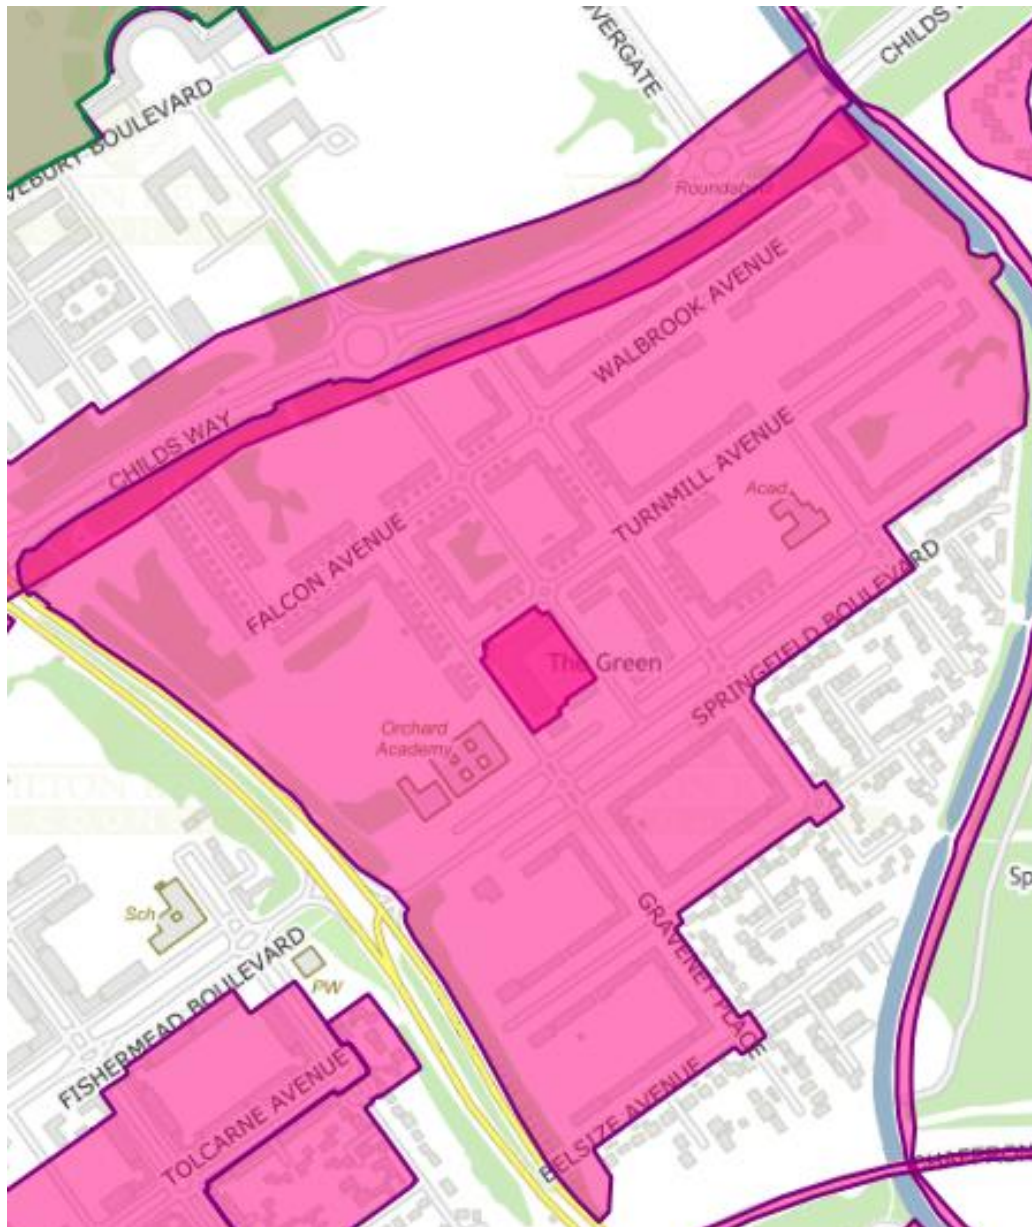 OVERGATE
CHILDS
VEBURY BOULEVARD
Roundabout
WALBROOK AVENUE
CHILDS WAY
TURNMILL AVENUE
Acad
FALCON AVENUE
SPRINGFIELD BOULEVARD
The Green
Orchard
Academy
Sp
Sch
GRAVENEY PLACE
FISHERMEAD BOULEVARD
PW
TOLCARNE AVENUE
BELSIZE AVENUE